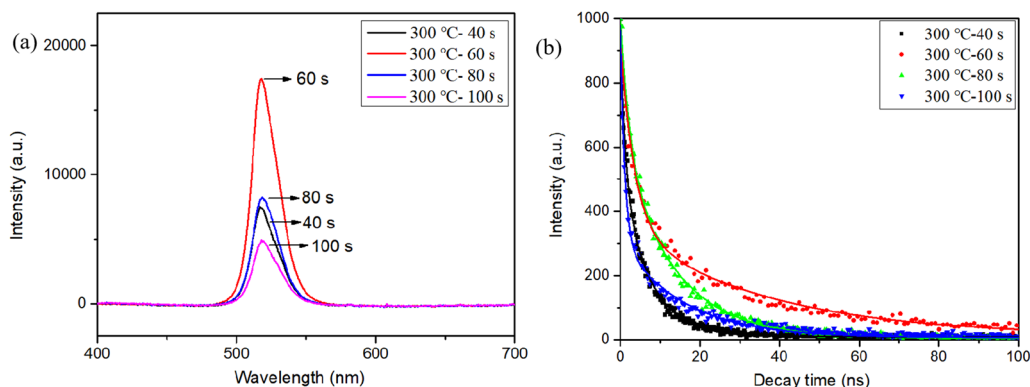 (a)
20000
10000
0
400
500
600
700
Intensity (a.u.)
Wavelength (nm)
300 ℃- 40 s
300 ℃- 60 s
300 ℃- 80 s
300 ℃- 100 s
60 s
80 s
40 s
100 s
(b)
1000
800
600
400
200
0
0
20
40
60
80
100
Intensity (a.u.)
Decay time (ns)
300 ℃-40 s
300 ℃-60 s
300 ℃-80 s
300 ℃-100 s